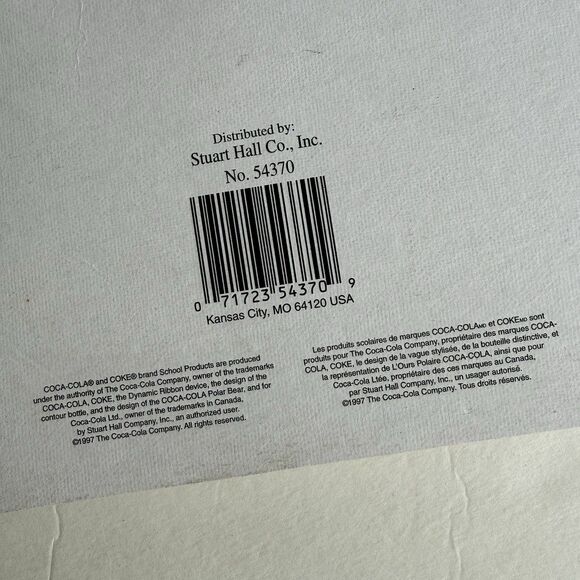 Distributed by:
Stuart Hall Co., Inc.
No. 54370
0 71723 54370 9
Kansas City, MO 64120 USA
COCA-COLA® and COKE® brand School Products are produced
under the authority of The Coca-Cola Company, owner of the trademarks
COCA-COLA, COKE, the Dynamic Ribbon device, the design of the
contour bottle, and the design of the COCA-COLA Polar Bear, and for
Coca-Cola Ltd., owner of the trademarks in Canada,
by Stuart Hall Company, Inc., an authorized user.
©1997 The Coca-Cola Company. All rights reserved.
Les produits scolaires de marques COCA-COLAMD et COKEMD sont
produits pour The Coca-Cola Company, propriétaire des marques COCA-
COLA, COKE, le design de la vague stylisée, de la bouteille distinctive, et
la représentation de L'Ours Polaire COCA-COLA, ainsi que pour
Coca-Cola Ltée, propriétaire des ces marques au Canada,
par Stuart Hall Company, Inc., un usager autorisé.
©1997 The Coca-Cola Company. Tous droits réservés.